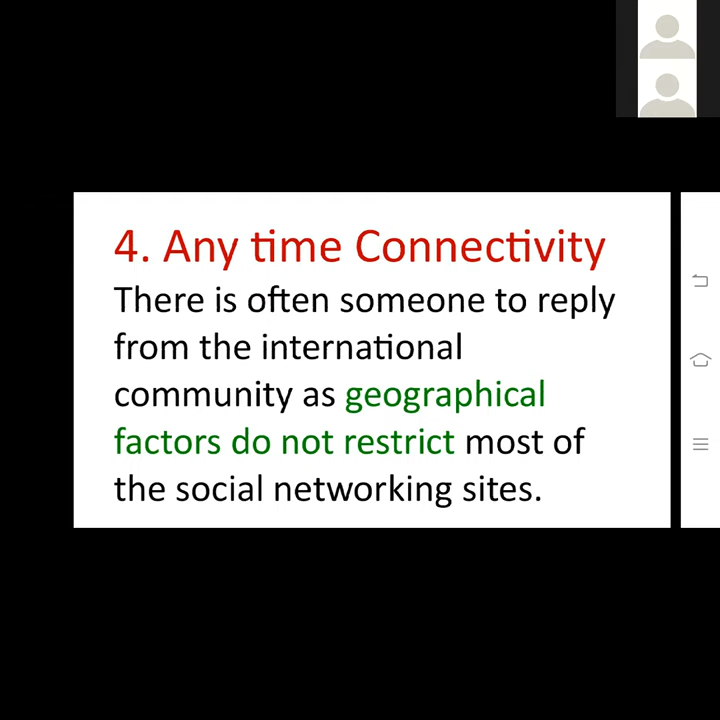 4. Any time Connectivity
There is often someone to reply
from the international
community as geographical
factors do not restrict most of
the social networking sites.